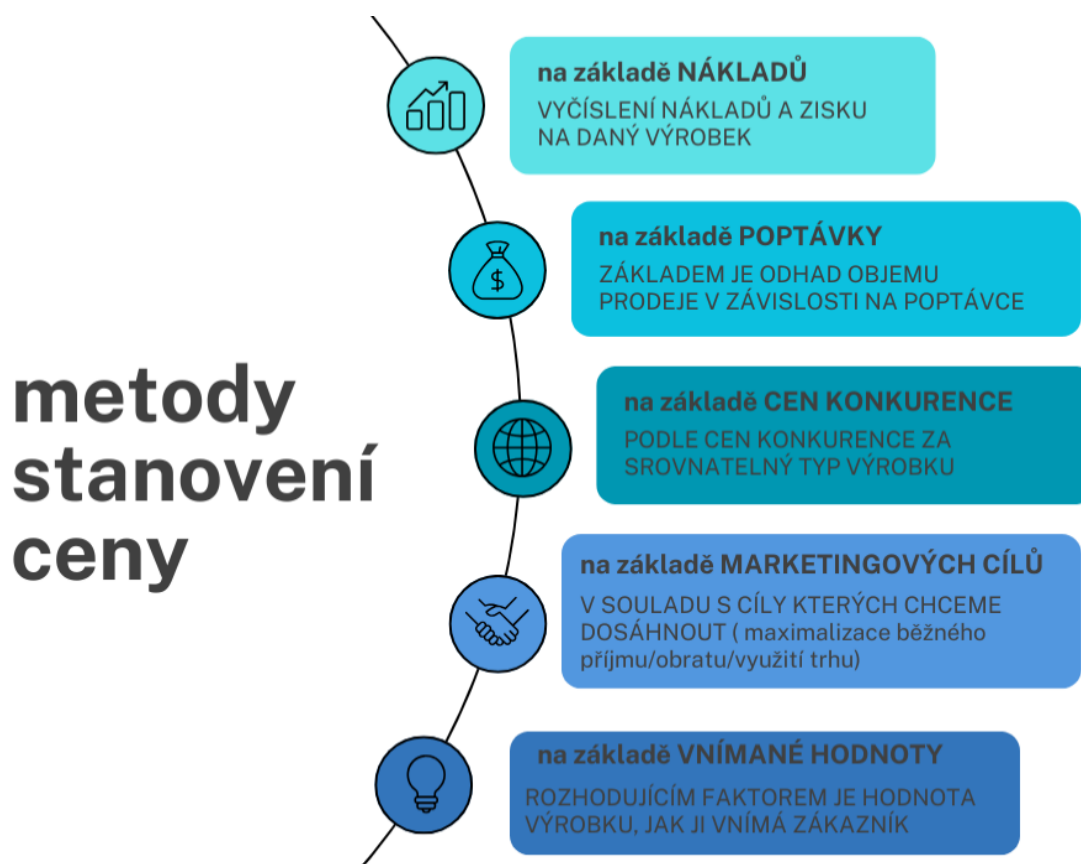 metody
stanovení
ceny
na základě NÁKLADŮ
VYČÍSLENÍ NÁKLADŮ A ZISKU
NA DANÝ VÝROBEK
$
na základě POPTÁVKY
ZÁKLADEM JE ODHAD OBJEMU
PRODEJE V ZÁVISLOSTI NA POPTÁVCE
na základě CEN KONKURENCE
PODLE CEN KONKURENCE ZA
SROVNATELNÝ TYP VÝROBKU
na základě MARKETINGOVÝCH CÍLŮ
V SOULADU S CÍLY KTERÝCH CHCEME
DOSÁHNOUT ( maximalizace běžného
příjmu/obratu/využití trhu)
na základě VNÍMANÉ HODNOTY
ROZHODUJÍCÍM FAKTOREM JE HODNOTA
VÝROBKU, JAK JI VNÍMÁ ZÁKAZNÍK